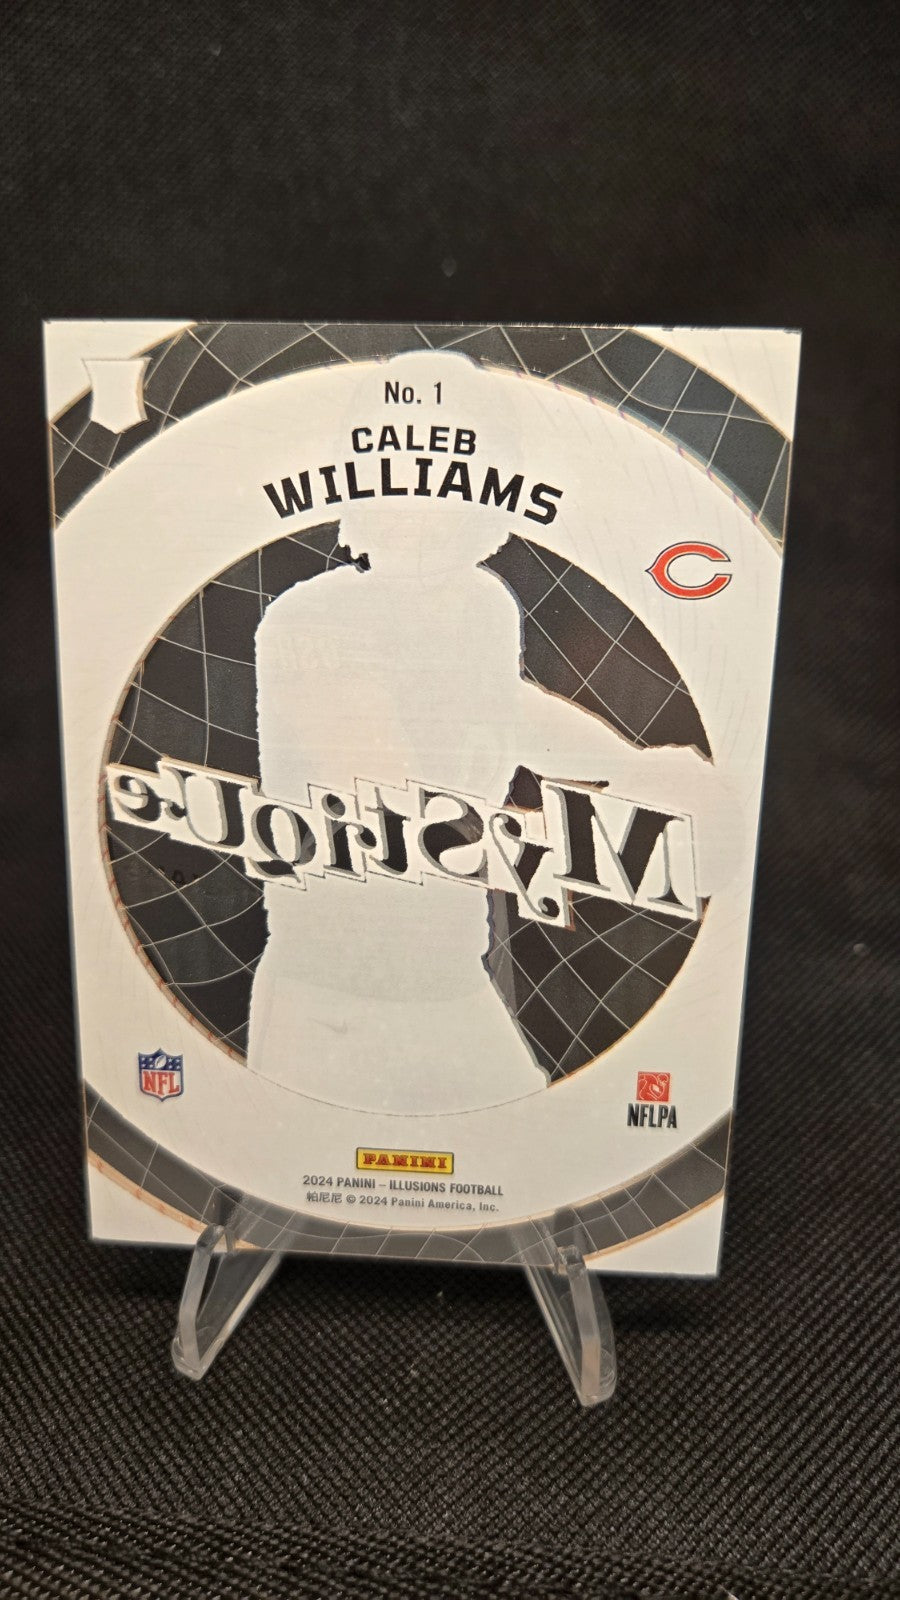 No. 1
CALEB
WILLIAMS
MyStiQUe
NFL
NFLPA
PANINI
2024 PANINI – ILLUSIONS FOOTBALL
帕尼尼 © 2024 Panini America, Inc.